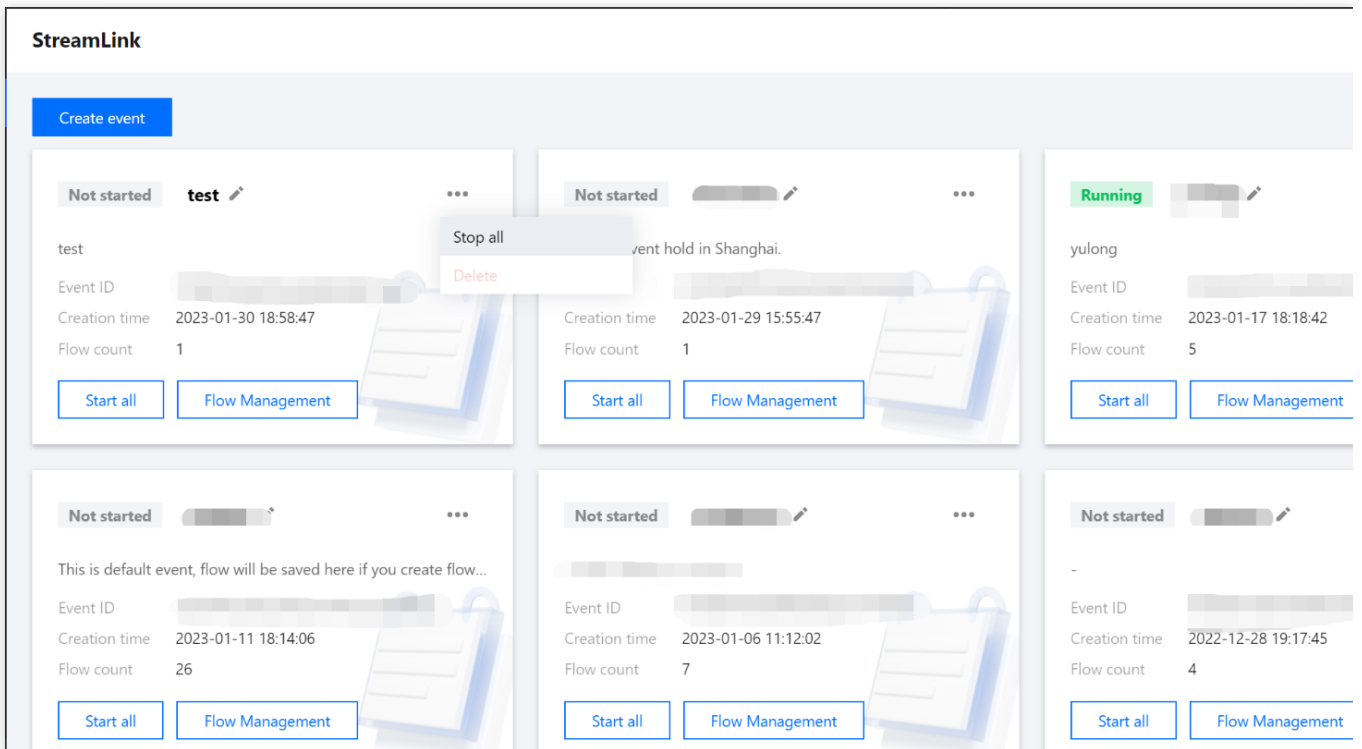 StreamLink
Create event
Not started test
Stop all
Delete
test
Event ID
Creation time 2023-01-30 18:58:47
Flow count 1
Start all Flow Management
Not started
vent hold in Shanghai.
Creation time 2023-01-29 15:55:47
Flow count 1
Start all Flow Management
Running
yulong
Event ID
Creation time 2023-01-17 18:18:42
Flow count 5
Start all Flow Management
Not started
This is default event, flow will be saved here if you create flow...
Event ID
Creation time 2023-01-11 18:14:06
Flow count 26
Start all Flow Management
Not started
Event ID
Creation time 2023-01-06 11:12:02
Flow count 7
Start all Flow Management
Not started
-
Event ID
Creation time 2022-12-28 19:17:45
Flow count 4
Start all Flow Management